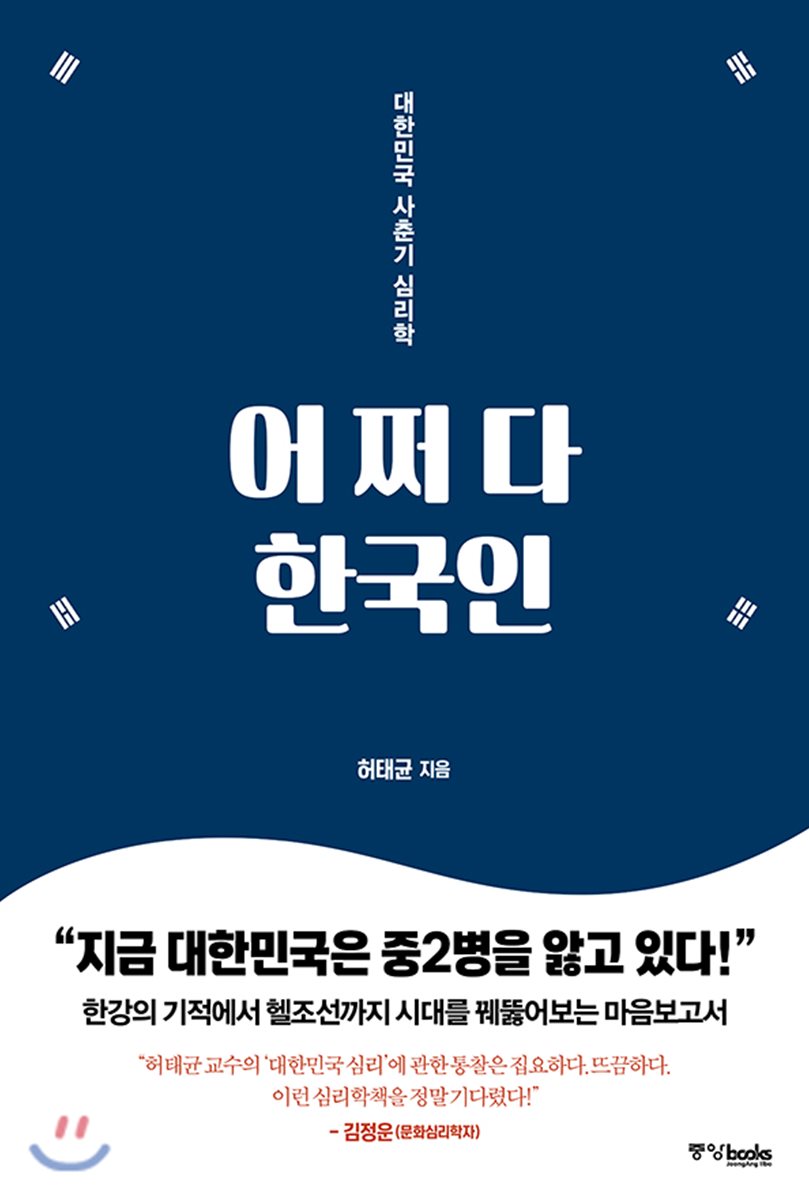 대한민국 사춘기 심리학
어쩌다
한국인
허태균 지음
“지금 대한민국은 중2병을 앓고 있다!”
한강의 기적에서 헬조선까지 시대를 꿰뚫어보는 마음보고서
“허태균 교수의 ‘대한민국 심리’에 관한 통찰은 집요하다. 뜨끔하다.
이런 심리학책을 정말 기다렸다!”
- 김정운(문화심리학자)
중앙books
JoongAng Ilbo